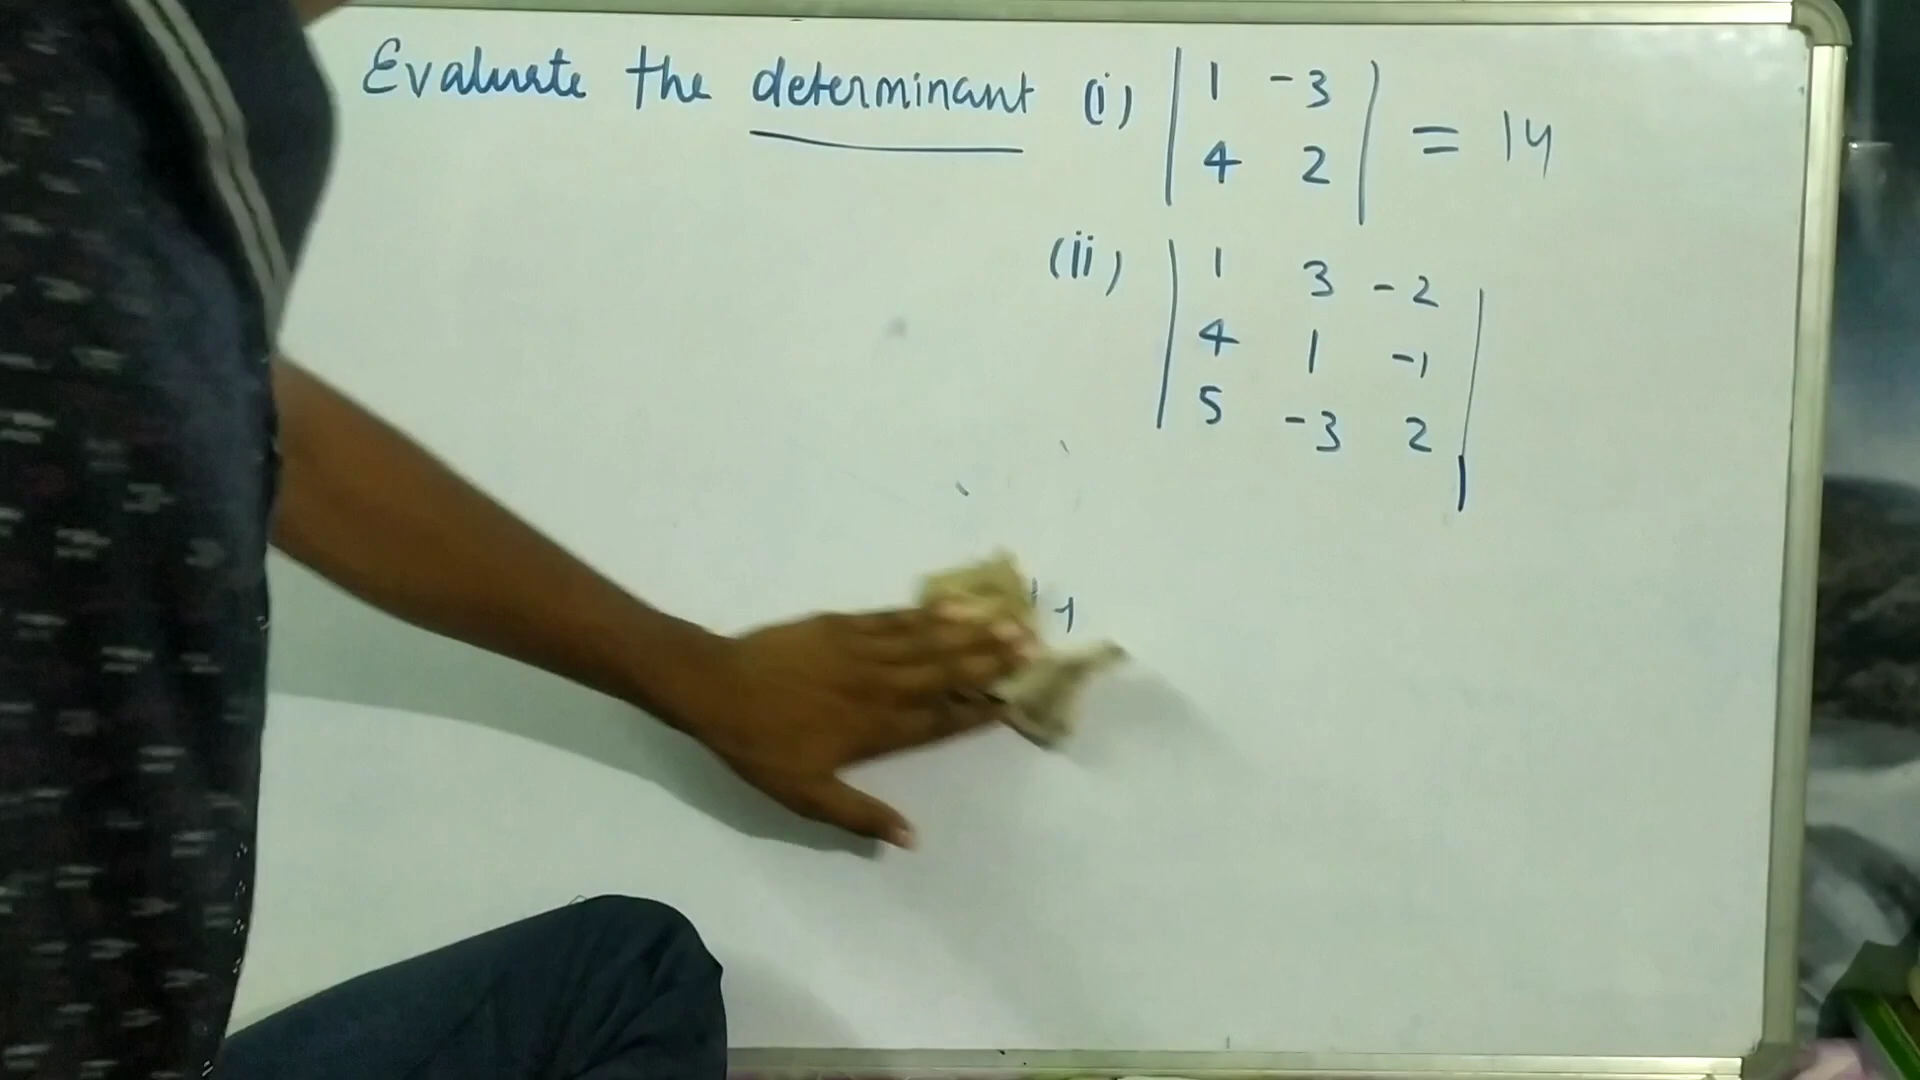 Evaluate the determinant (i) | 1 -3 |
| 4 2 | = 14
(ii) | 1 3 -2 |
| 4 1 -1 |
| 5 -3 2 |